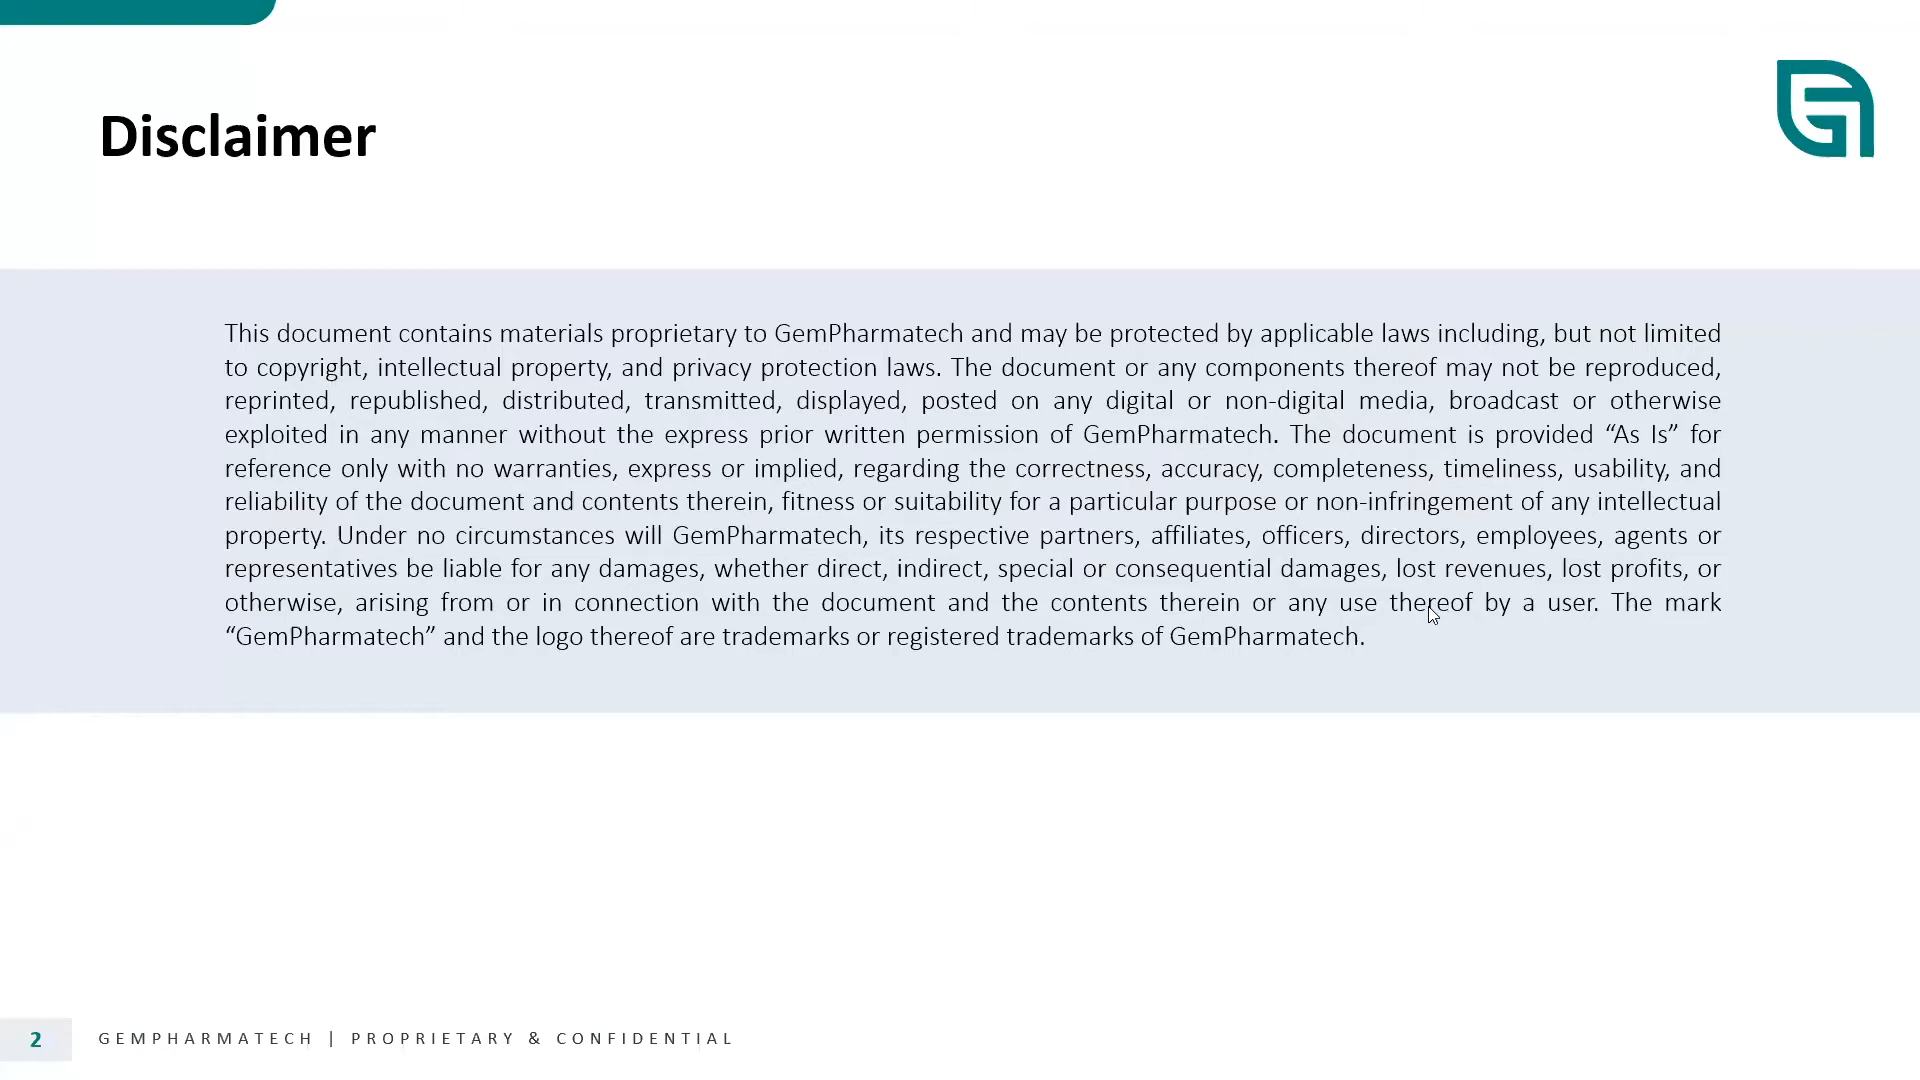 Disclaimer
This document contains materials proprietary to GemPharmatech and may be protected by applicable laws including, but not limited
to copyright, intellectual property, and privacy protection laws. The document or any components thereof may not be reproduced,
reprinted, republished, distributed, transmitted, displayed, posted on any digital or non-digital media, broadcast or otherwise
exploited in any manner without the express prior written permission of GemPharmatech. The document is provided “As Is” for
reference only with no warranties, express or implied, regarding the correctness, accuracy, completeness, timeliness, usability, and
reliability of the document and contents therein, fitness or suitability for a particular purpose or non-infringement of any intellectual
property. Under no circumstances will GemPharmatech, its respective partners, affiliates, officers, directors, employees, agents or
representatives be liable for any damages, whether direct, indirect, special or consequential damages, lost revenues, lost profits, or
otherwise, arising from or in connection with the document and the contents therein or any use thereof by a user. The mark
“GemPharmatech” and the logo thereof are trademarks or registered trademarks of GemPharmatech.
2
GEMPHARMATECH | PROPRIETARY & CONFIDENTIAL